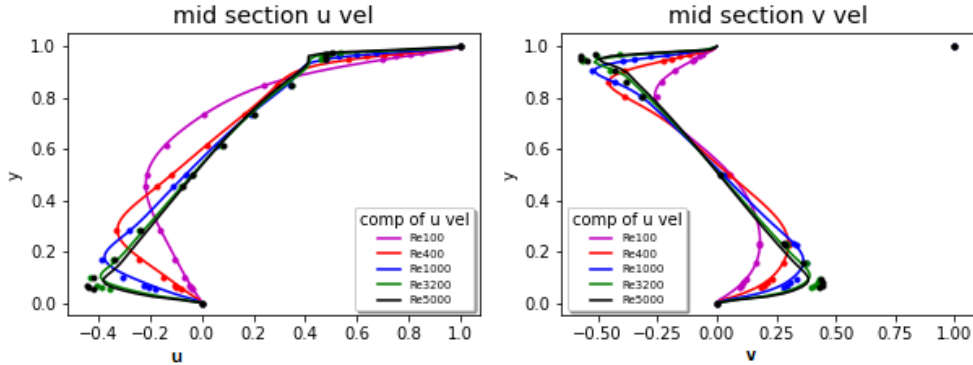 mid section u vel
1.0
0.8
0.6
0.4
0.2
0.0
y
−0.4 −0.2 0.0 0.2 0.4 0.6 0.8 1.0
u
comp of u vel
Re100
Re400
Re1000
Re3200
Re5000
mid section v vel
1.0
0.8
0.6
0.4
0.2
0.0
y
−0.50 −0.25 0.00 0.25 0.50 0.75 1.00
v
comp of u vel
Re100
Re400
Re1000
Re3200
Re5000